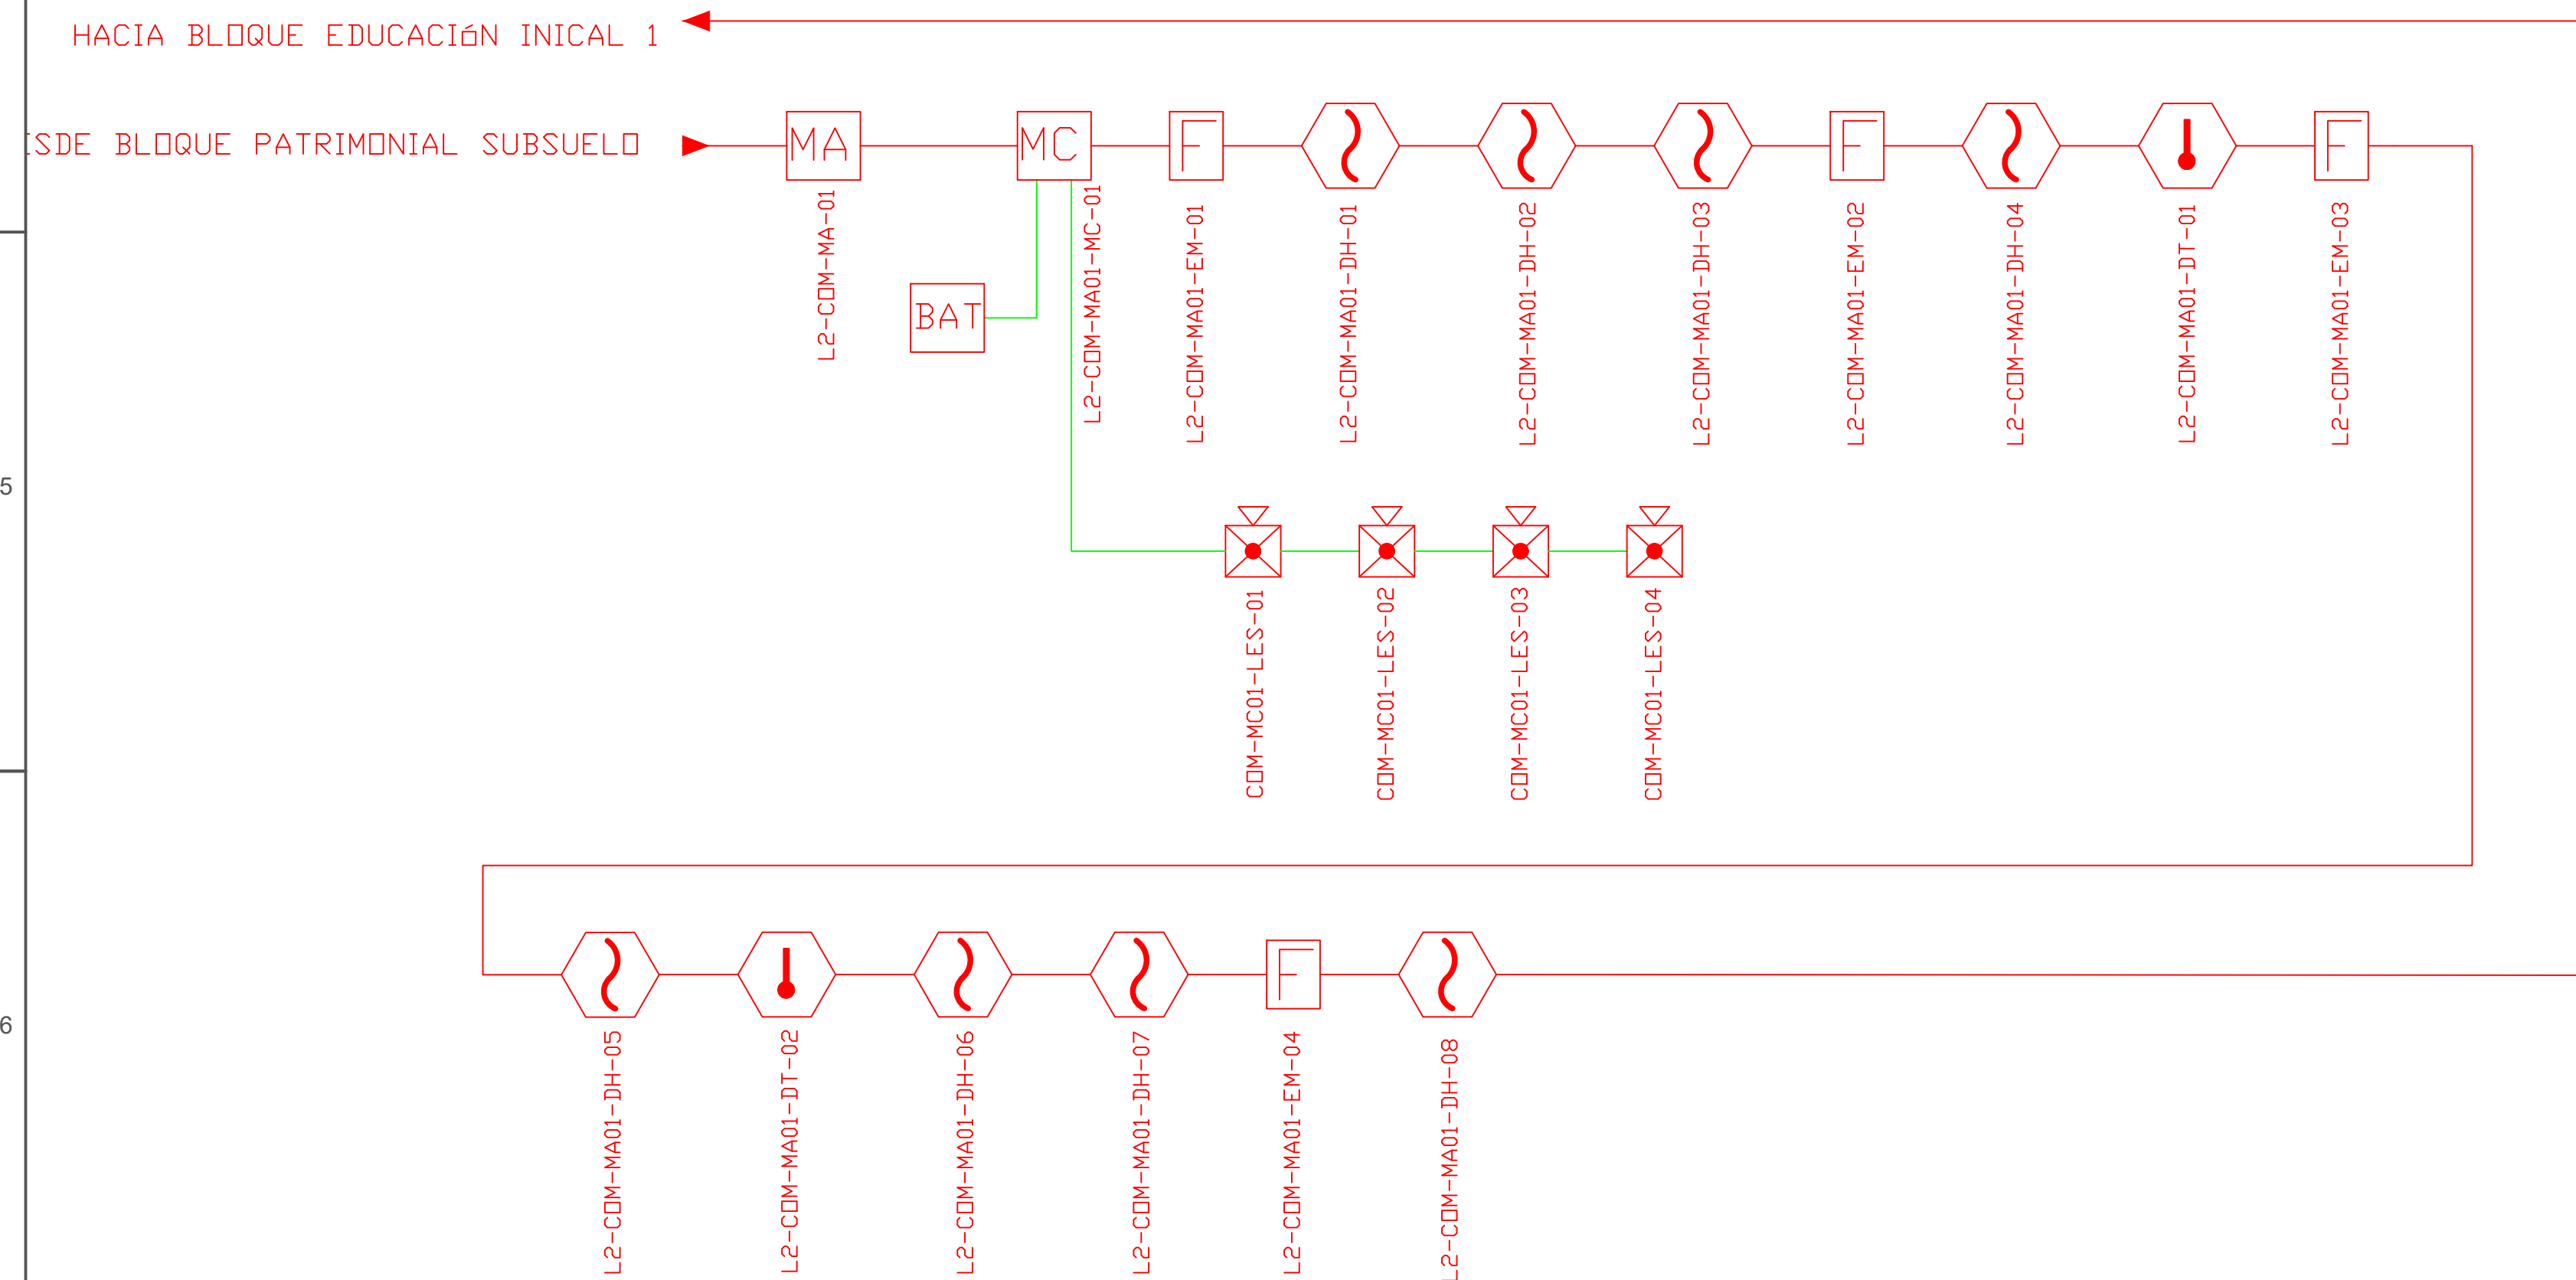 HACIA BLOQUE EDUCACIóN INICAL 1
SDE BLOQUE PATRIMONIAL SUBSUELO
MA
MC
F
F
F
L2-COM-MA-01
L2-COM-MA01-MC-01
L2-COM-MA01-EM-01
L2-COM-MA01-DH-01
L2-COM-MA01-DH-02
L2-COM-MA01-DH-03
L2-COM-MA01-EM-02
L2-COM-MA01-DH-04
L2-COM-MA01-DT-01
L2-COM-MA01-EM-03
BAT
5
COM-MC01-LES-01
COM-MC01-LES-02
COM-MC01-LES-03
COM-MC01-LES-04
F
6
L2-COM-MA01-DH-05
L2-COM-MA01-DT-02
L2-COM-MA01-DH-06
L2-COM-MA01-DH-07
L2-COM-MA01-EM-04
L2-COM-MA01-DH-08